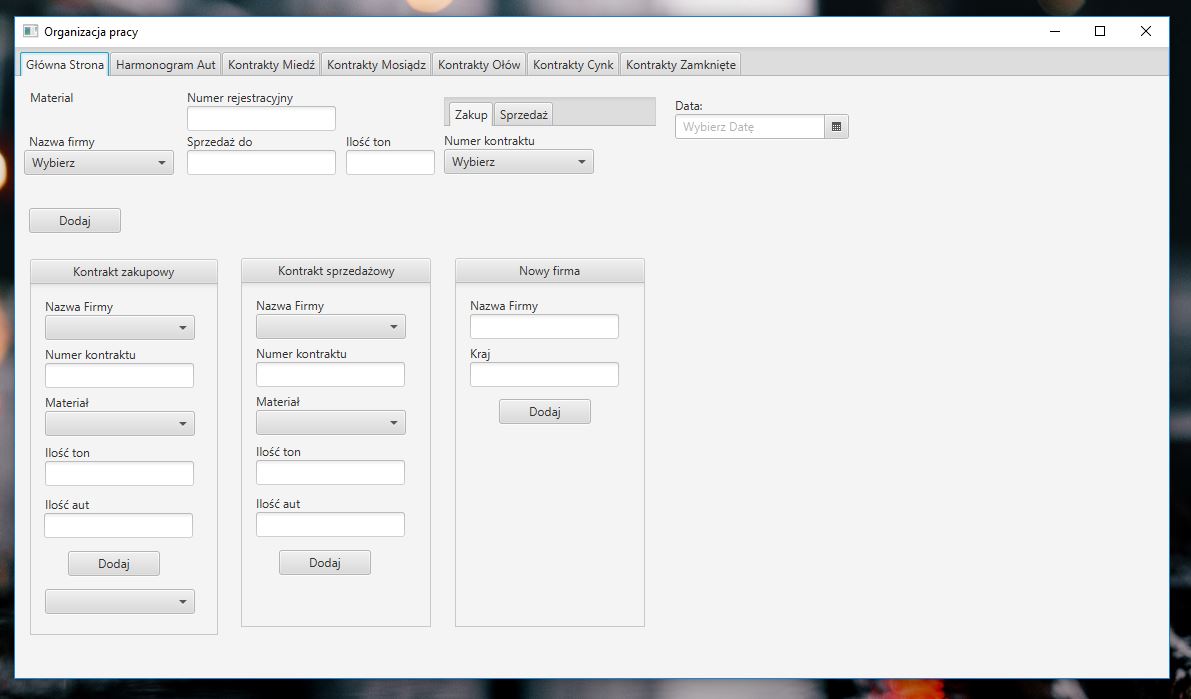 Organizacja pracy
Główna Strona Harmonogram Aut Kontrakty Miedź Kontrakty Mosiądz Kontrakty Ołów Kontrakty Cynk Kontrakty Zamknięte
Material Numer rejestracyjny
Zakup Sprzedaż
Data:
Wybierz Datę
Nazwa firmy Sprzedaż do Ilość ton Numer kontraktu
Wybierz Wybierz
Dodaj
Kontrakt zakupowy
Nazwa Firmy
Numer kontraktu
Materiał
Ilość ton
Ilość aut
Dodaj
Kontrakt sprzedażowy
Nazwa Firmy
Numer kontraktu
Materiał
Ilość ton
Ilość aut
Dodaj
Nowy firma
Nazwa Firmy
Kraj
Dodaj